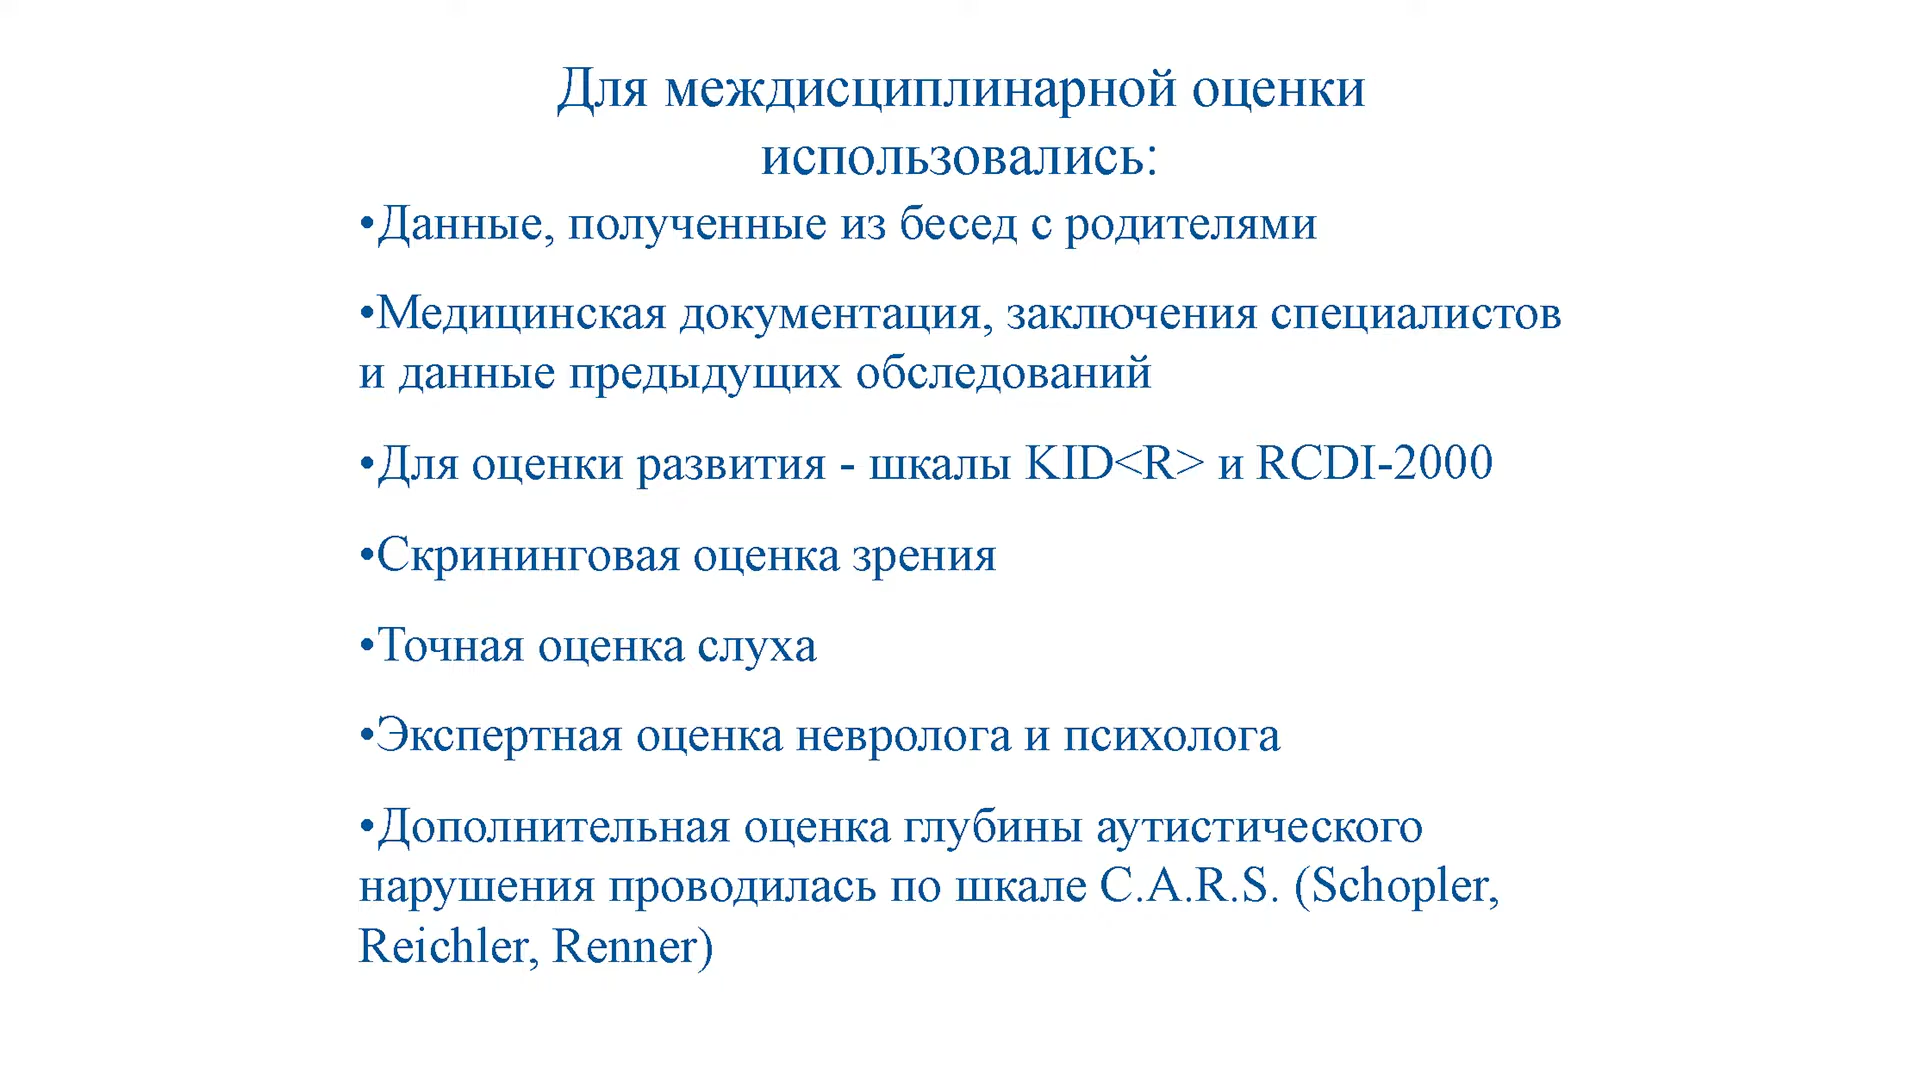 Для междисциплинарной оценки
использовались:
•Данные, полученные из бесед с родителями
•Медицинская документация, заключения специалистов
и данные предыдущих обследований
•Для оценки развития - шкалы KID<R> и RCDI-2000
•Скрининговая оценка зрения
•Точная оценка слуха
•Экспертная оценка невролога и психолога
•Дополнительная оценка глубины аутистического
нарушения проводилась по шкале C.A.R.S. (Schopler,
Reichler, Renner)